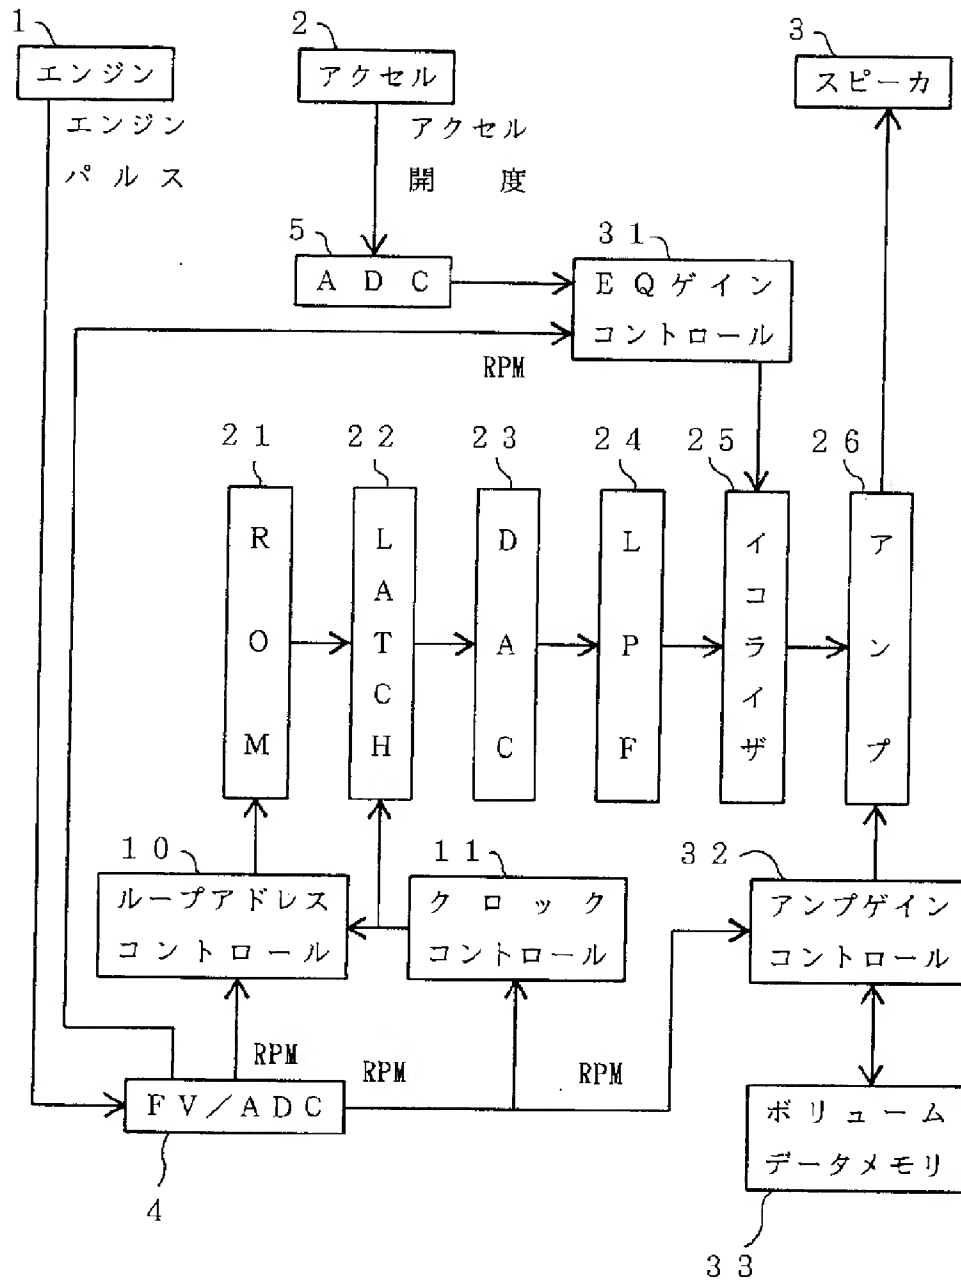 1
2
3
エンジン
アクセル
スピーカ
エンジン
パルス
アクセル
開度
5
31
ADC
EQゲイン
コントロール
RPM
21
22
23
24
25
26
ROM
LATCH
DAC
LPF
イコライザ
アンプ
10
11
32
ループアドレス
コントロール
クロック
コントロール
アンプゲイン
コントロール
RPM
RPM
RPM
FV/ADC
ボリューム
データメモリ
4
33